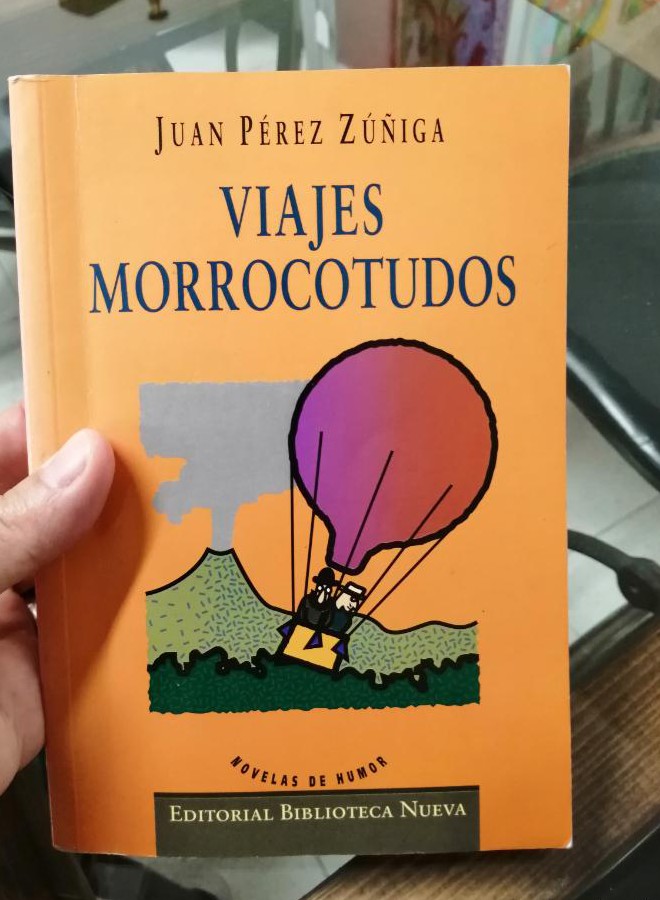 JUAN PÉREZ ZÚÑIGA
VIAJES
MORROCOTUDOS
NOVELAS DE HUMOR
EDITORIAL BIBLIOTECA NUEVA